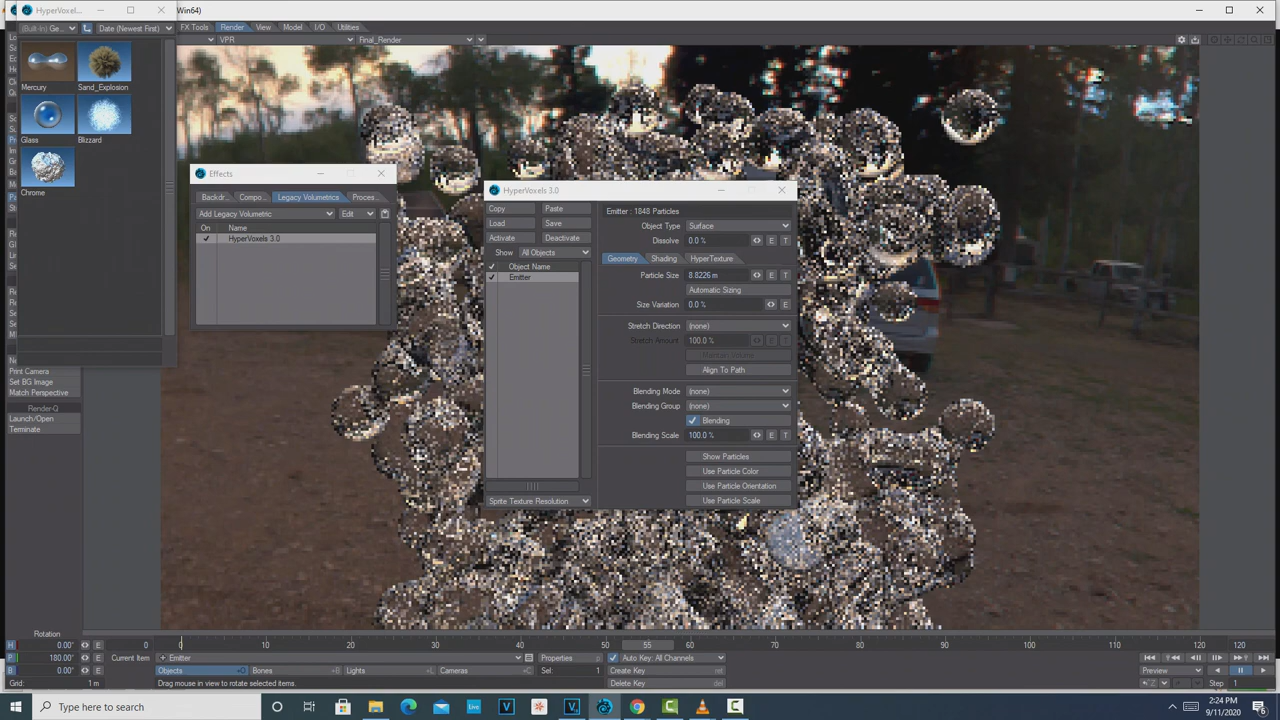 HyperVoxel...
Win64)
(Built-In) Ge...
Date (Newest First)
FX Tools
Render
View
Model
I/O
Utilities
VPR
Final_Render
Mercury
Sand_Explosion
Glass
Blizzard
Chrome
Effects
Backdr...
Compo...
Legacy Volumetrics
Proces...
Add Legacy Volumetric
Edit
On
Name
HyperVoxels 3.0
HyperVoxels 3.0
Copy
Paste
Load
Save
Activate
Deactivate
Show
All Objects
Object Name
Emitter
Sprite Texture Resolution
Emitter : 1848 Particles
Object Type
Surface
Dissolve
0.0 %
E
T
Geometry
Shading
HyperTexture
Particle Size
8.8226 m
E
T
Automatic Sizing
Size Variation
0.0 %
E
Stretch Direction
(none)
Stretch Amount
100.0 %
E
T
Maintain Volume
Align To Path
Blending Mode
(none)
Blending Group
(none)
Blending
Blending Scale
100.0 %
E
T
Show Particles
Use Particle Color
Use Particle Orientation
Use Particle Scale
Print Camera
Set BG Image
Match Perspective
Render-Q
Launch/Open
Terminate
Rotation
H
0.00°
E
P
180.00°
E
B
0.00°
E
Grid:
1 m
0
0
10
20
30
40
50
55
60
70
80
90
100
110
120
120
Current Item
Emitter
Properties
p
Auto Key: All Channels
Objects
+O
Bones
+B
Lights
+L
Cameras
+C
Sel:
1
Create Key
Drag mouse in view to rotate selected items.
Delete Key
Preview
Step
1
Type here to search
Live
2:24 PM
9/11/2020
6